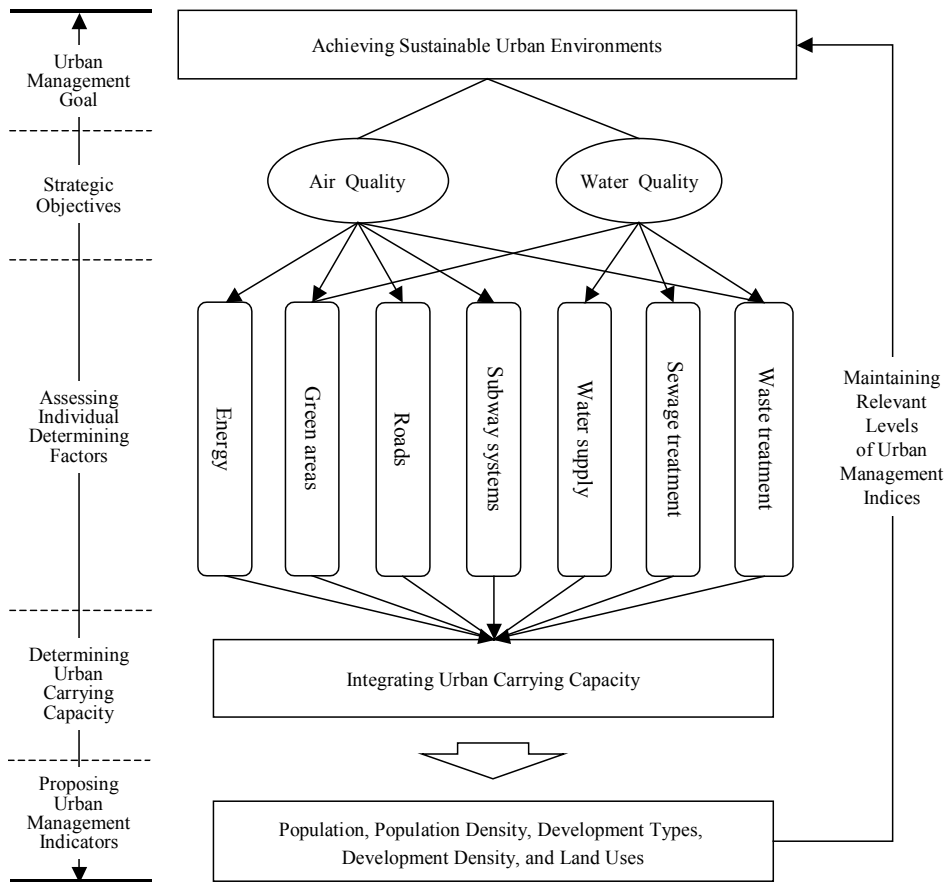 Achieving Sustainable Urban Environments
Urban
Management
Goal
Strategic
Objectives
Air Quality
Water Quality
Assessing
Individual
Determining
Factors
Energy
Green areas
Roads
Subway systems
Water supply
Sewage treatment
Waste treatment
Maintaining
Relevant
Levels
of Urban
Management
Indices
Determining
Urban
Carrying
Capacity
Integrating Urban Carrying Capacity
Proposing
Urban
Management
Indicators
Population, Population Density, Development Types,
Development Density, and Land Uses